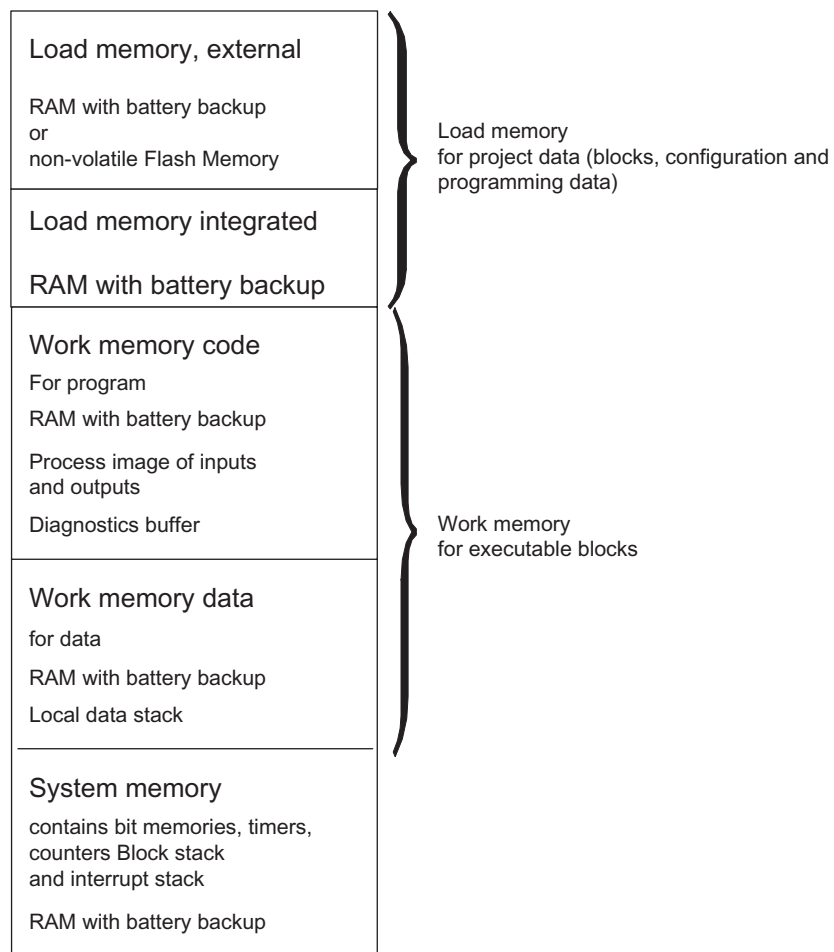 Load memory, external
RAM with battery backup
or
non-volatile Flash Memory
Load memory
for project data (blocks, configuration and
programming data)
Load memory integrated
RAM with battery backup
Work memory code
For program
RAM with battery backup
Process image of inputs
and outputs
Diagnostics buffer
Work memory
for executable blocks
Work memory data
for data
RAM with battery backup
Local data stack
System memory
contains bit memories, timers,
counters Block stack
and interrupt stack
RAM with battery backup